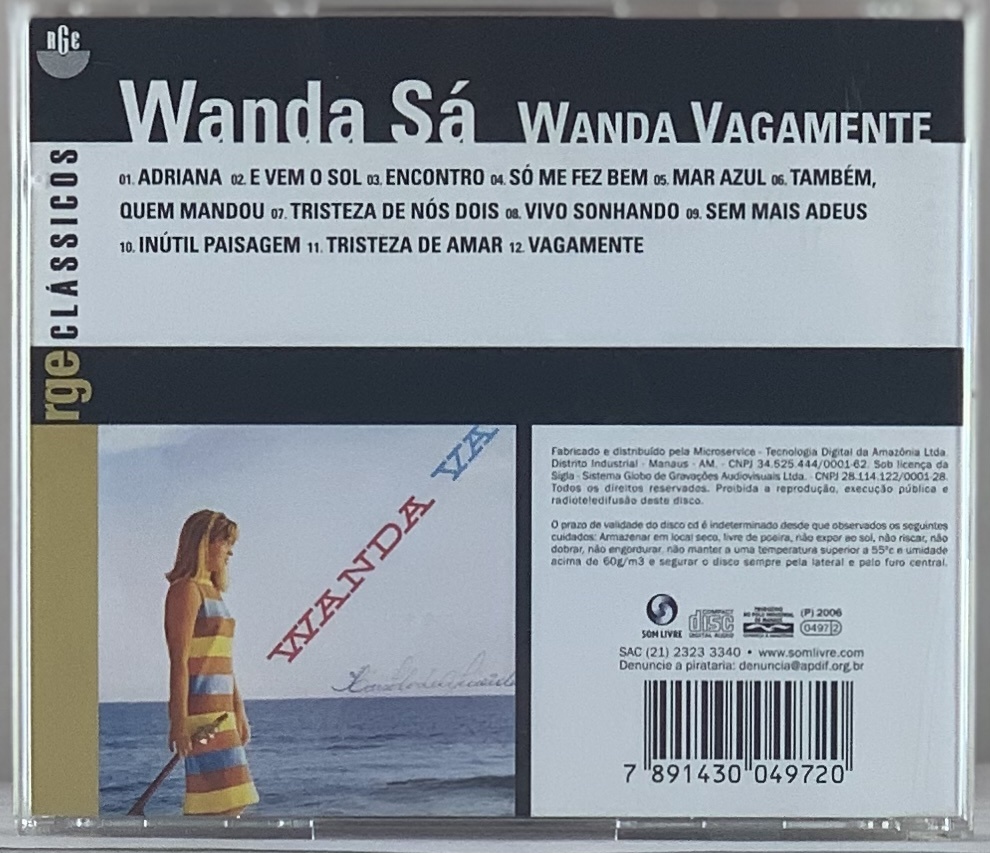 RGE
Wanda Sá WANDA VAGAMENTE
rge CLÁSSICOS
01. ADRIANA 02. E VEM O SOL 03. ENCONTRO 04. SÓ ME FEZ BEM 05. MAR AZUL 06. TAMBÉM,
QUEM MANDOU 07. TRISTEZA DE NÓS DOIS 08. VIVO SONHANDO 09. SEM MAIS ADEUS
10. INÚTIL PAISAGEM 11. TRISTEZA DE AMAR 12. VAGAMENTE
WANDA VA
Fabricado e distribuído pela Microservice - Tecnologia Digital da Amazônia Ltda.
Distrito Industrial - Manaus - AM. - CNPJ 34.525.444/0001-62. Sob licença da
Sigla - Sistema Globo de Gravações Audiovisuais Ltda. - CNPJ 28.114.122/0001-28.
Todos os direitos reservados. Proibida a reprodução, execução pública e
radioteledifusão deste disco.
O prazo de validade do disco cd é indeterminado desde que observados os seguintes
cuidados: Armazenar em local seco, livre de poeira, não expor ao sol, não riscar, não
dobrar, não engordurar, não manter a uma temperatura superior a 55°c e umidade
acima de 60g/m3 e segurar o disco sempre pela lateral e pelo furo central.
SOM LIVRE
COMPACT
disc
DIGITAL AUDIO
(P) 2006
0497 2
SAC (21) 2323 3340 • www.somlivre.com
Denuncie a pirataria: denuncia@apdif.org.br
7 891430 049720